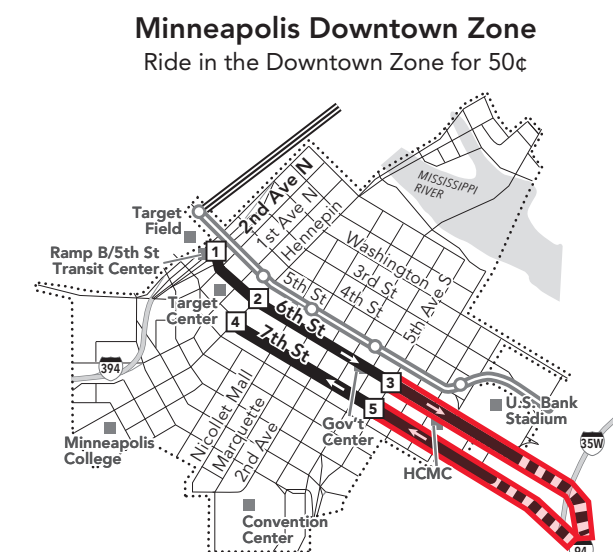 Minneapolis Downtown Zone
Ride in the Downtown Zone for 50¢
MISSISSIPPI
RIVER
2nd Ave N
1st Ave N
Hennepin
Target
Field
Washington
3rd St
4th St
5th Ave S
Ramp B/5th St
Transit Center
1
5th St
Target
Center
2
6th St
4
7th St
394
3
5
U.S. Bank
Stadium
Nicollet Mall
Marquette
2nd Ave
Gov't
Center
Minneapolis
College
35W
HCMC
Convention
Center
94